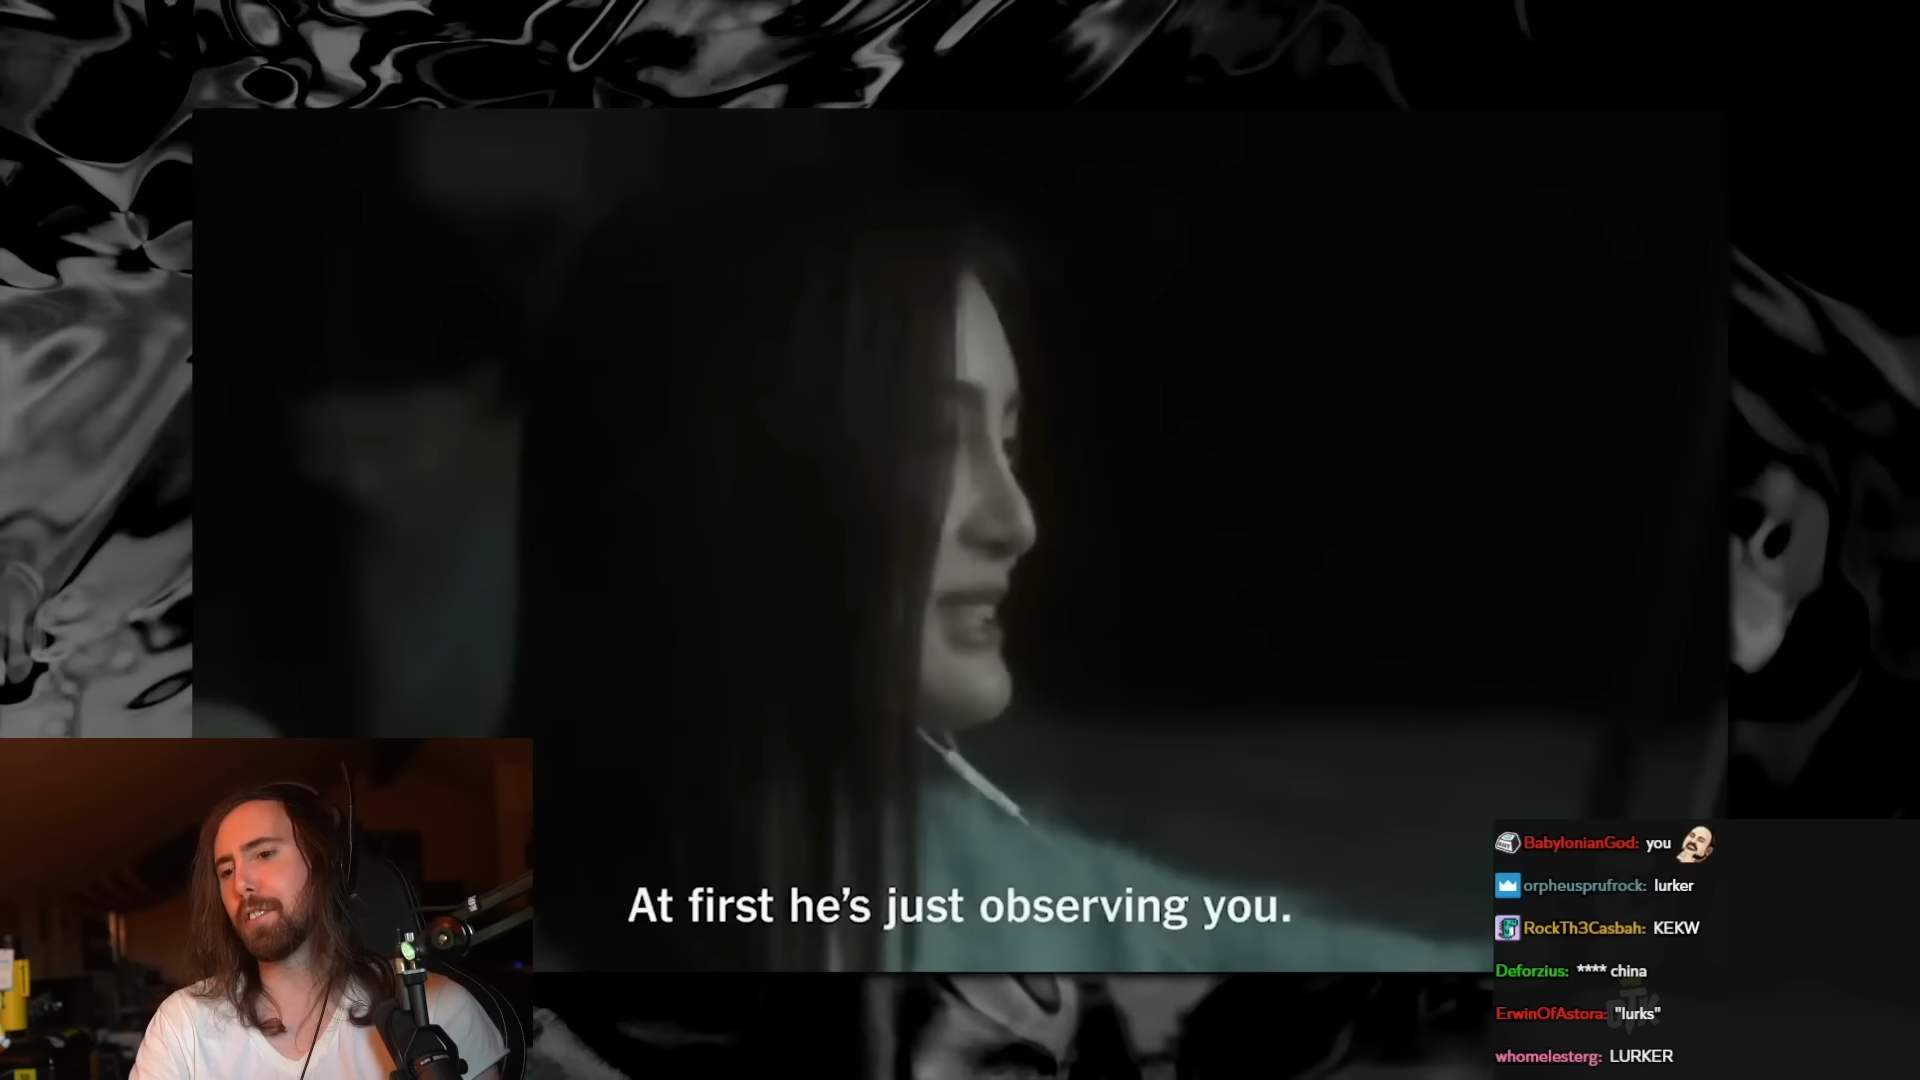 At first he's just observing you.
BabylonianGod: you
orpheusprufrock: lurker
RockTh3Casbah: KEKW
Deforzius: **** china
ErwinOfAstora: "lurks"
whomelesterg: LURKER